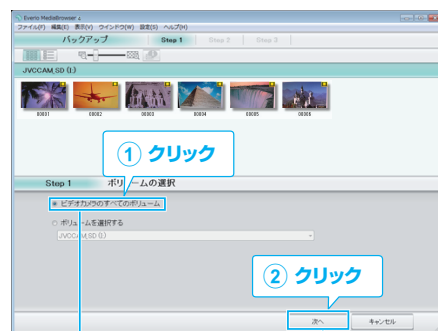 Everio MediaBrowser 4
ファイル(F) 編集(E) 表示(V) ウインドウ(W) 設定(S) ヘルプ(H)
バックアップ Step 1 Step 2 Step 3
JVCCAM_SD (I:)
00001 00002 00003 00004 00005 00006
① クリック
Step 1 ボリュームの選択
ビデオカメラのすべてのボリューム
ボリュームを選択する
JVCCAM_SD (I:)
② クリック
次へ キャンセル